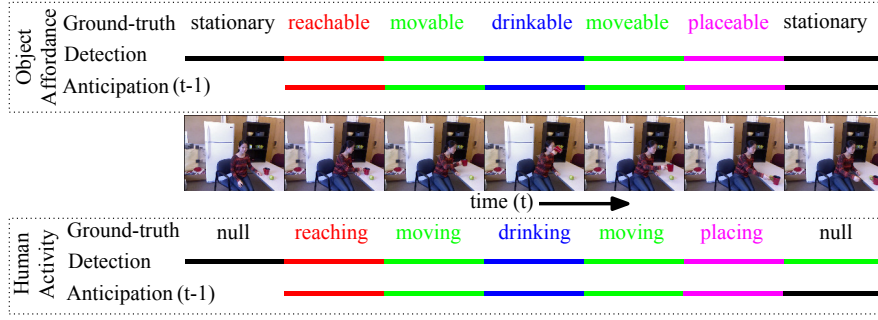 Object
Affordance
Ground-truth stationary reachable movable drinkable moveable placeable stationary
Detection
Anticipation (t-1)
time (t)
Human
Activity
Ground-truth null reaching moving drinking moving placing null
Detection
Anticipation (t-1)